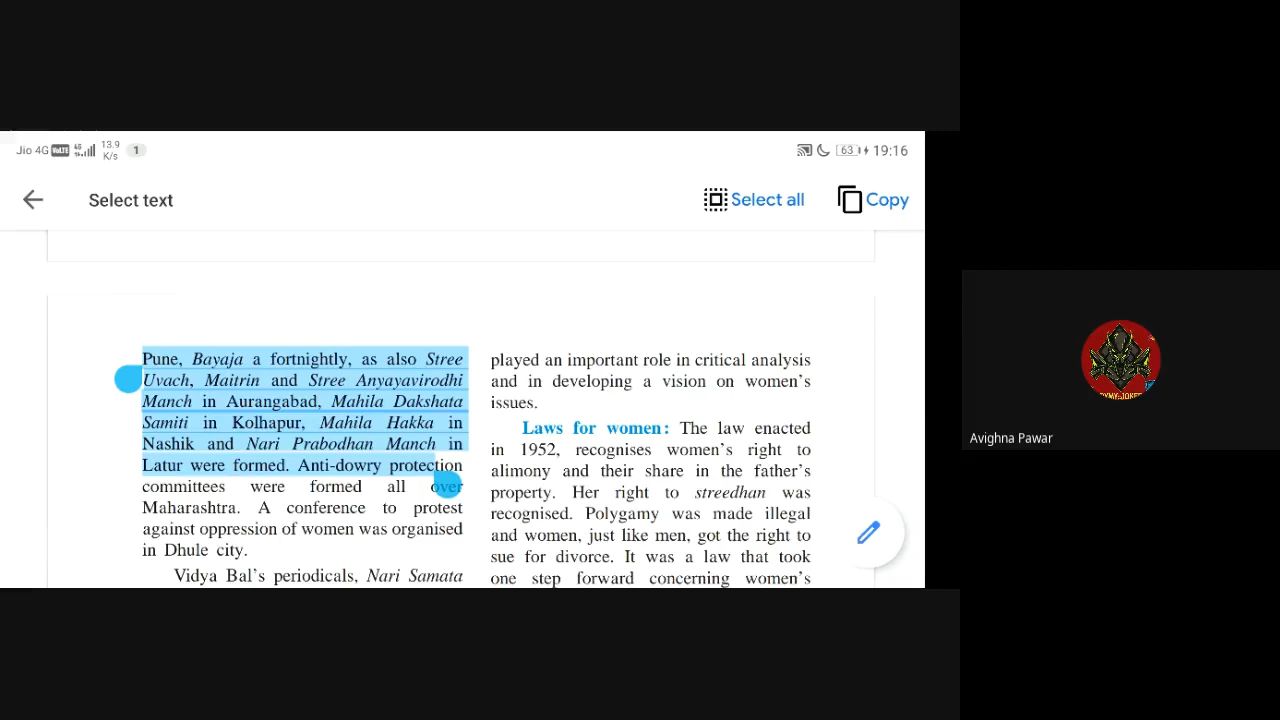 Jio 4G VoLTE 4G 13.9 K/s 1 63 19:16
Select text Select all Copy
Pune, Bayaja a fortnightly, as also Stree
Uvach, Maitrin and Stree Anyayavirodhi
Manch in Aurangabad, Mahila Dakshata
Samiti in Kolhapur, Mahila Hakka in
Nashik and Nari Prabodhan Manch in
Latur were formed. Anti-dowry protection
committees were formed all over
Maharashtra. A conference to protest
against oppression of women was organised
in Dhule city.
Vidya Bal's periodicals, Nari Samata
played an important role in critical analysis
and in developing a vision on women's
issues.
Laws for women: The law enacted
in 1952, recognises women's right to
alimony and their share in the father's
property. Her right to streedhan was
recognised. Polygamy was made illegal
and women, just like men, got the right to
sue for divorce. It was a law that took
one step forward concerning women's
Avighna Pawar